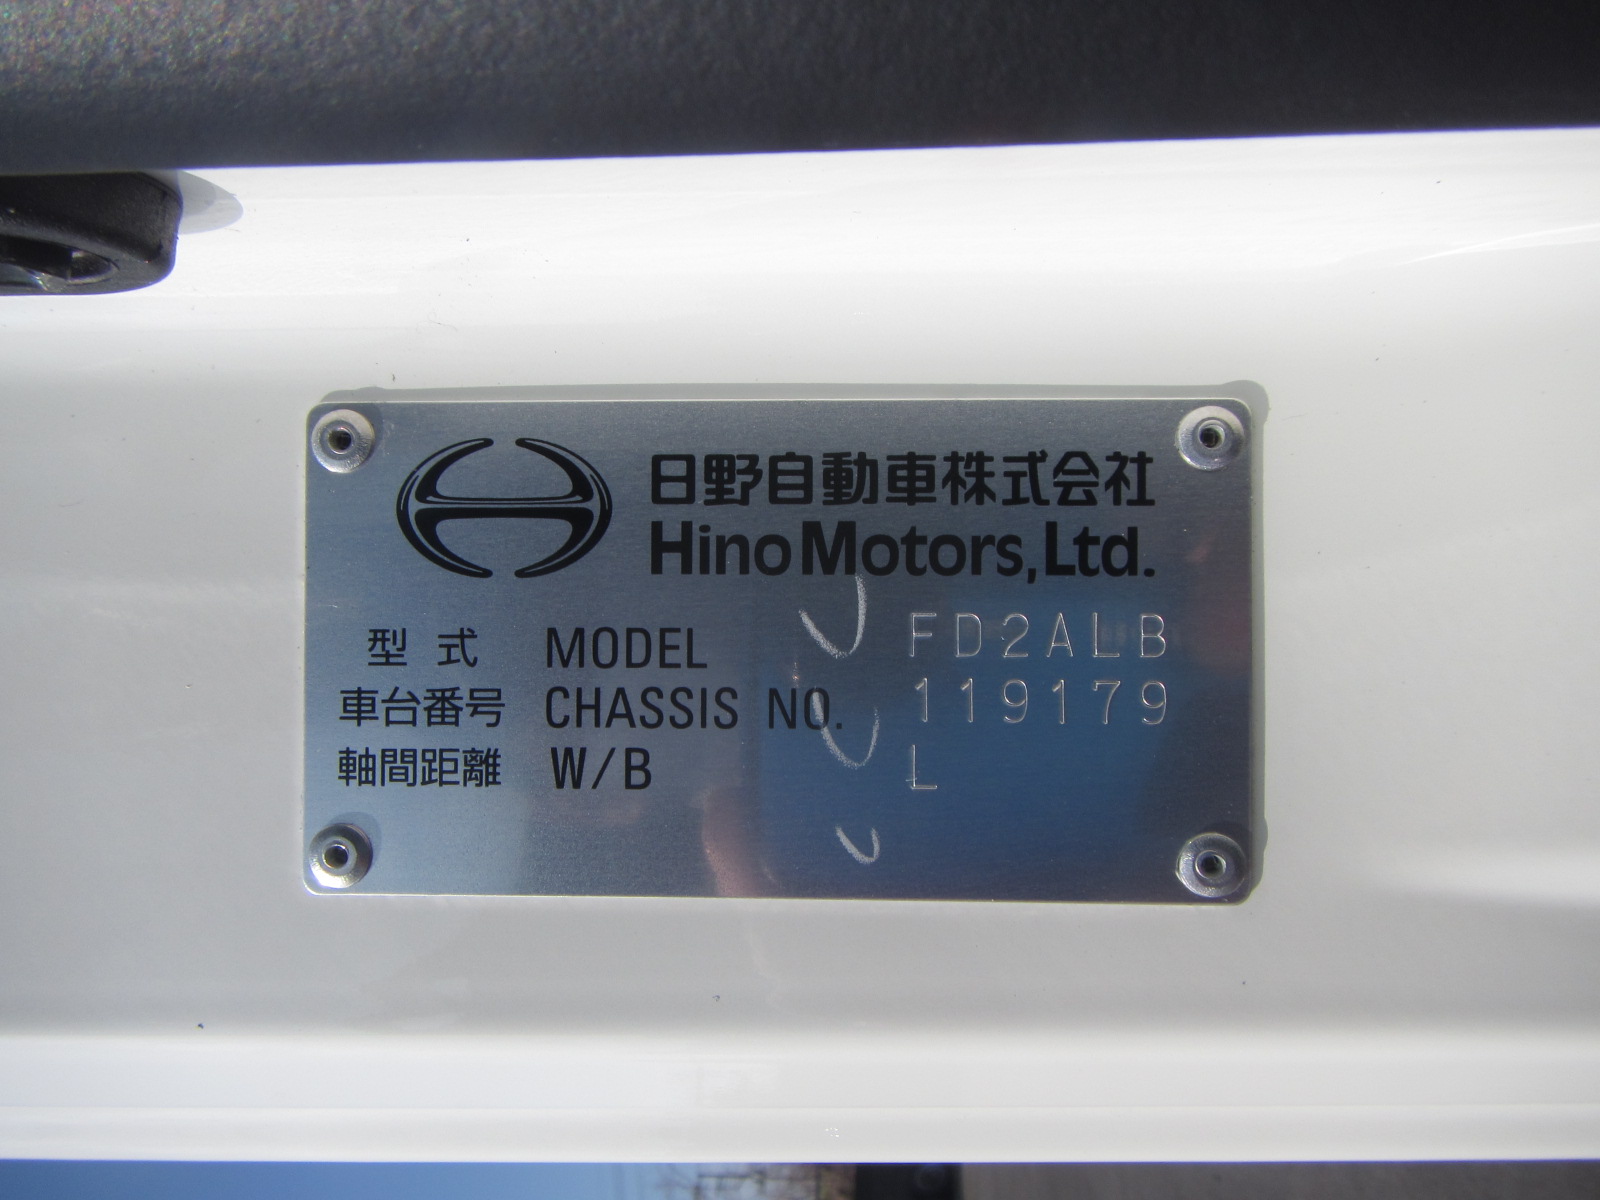 日野自動車株式会社
Hino Motors, Ltd.
型式 MODEL FD2ALB
車台番号 CHASSIS NO. 119179
軸間距離 W/B L